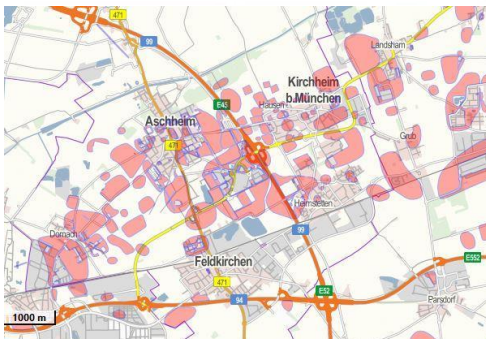 471
99
Landsham
E45
Kirchheim
b.München
Hausen
Aschheim
471
Grub
Heimstetten
Dornach
99
Feldkirchen
E552
471
94
E52
Parsdorf
1000 m